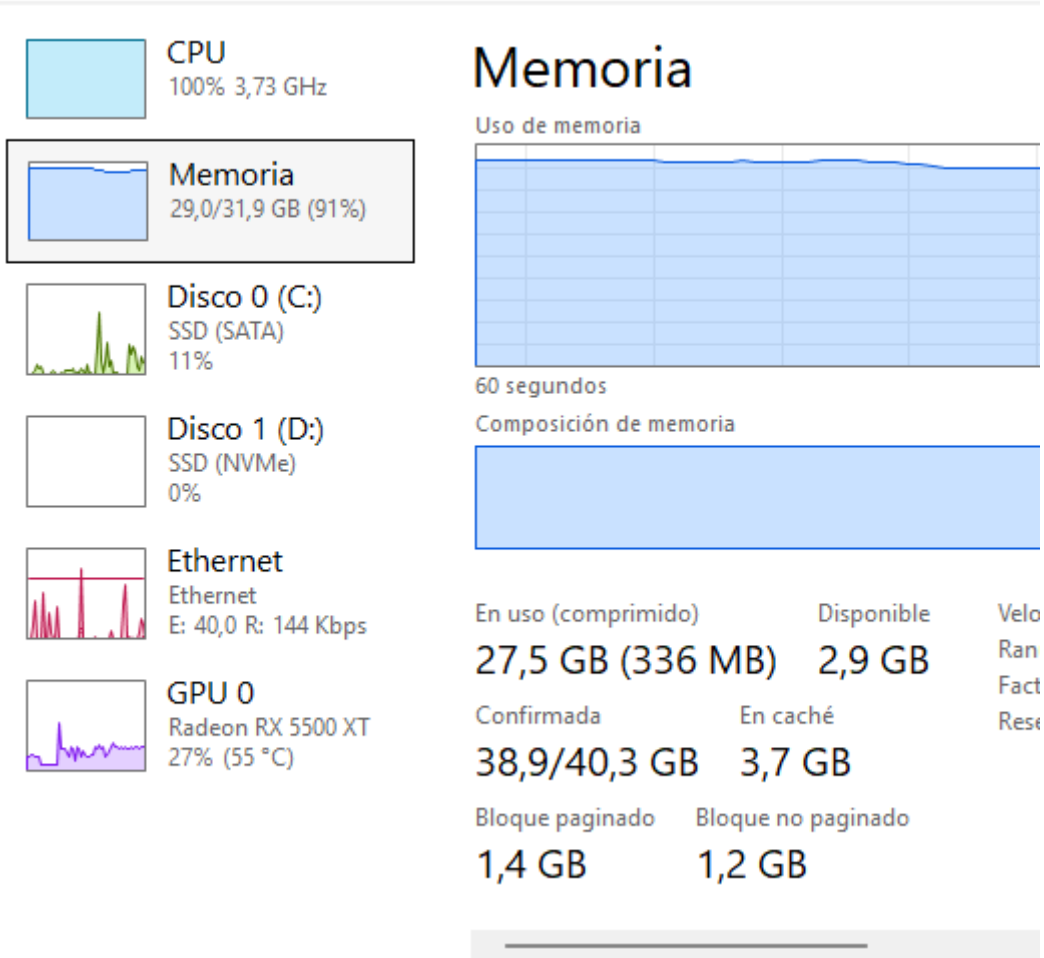 CPU
100% 3,73 GHz
Memoria
29,0/31,9 GB (91%)
Disco 0 (C:)
SSD (SATA)
11%
Disco 1 (D:)
SSD (NVMe)
0%
Ethernet
Ethernet
E: 40,0 R: 144 Kbps
GPU 0
Radeon RX 5500 XT
27% (55 °C)
Memoria
Uso de memoria
60 segundos
Composición de memoria
En uso (comprimido)
27,5 GB (336 MB)
Disponible
2,9 GB
Confirmada
38,9/40,3 GB
En caché
3,7 GB
Bloque paginado
1,4 GB
Bloque no paginado
1,2 GB